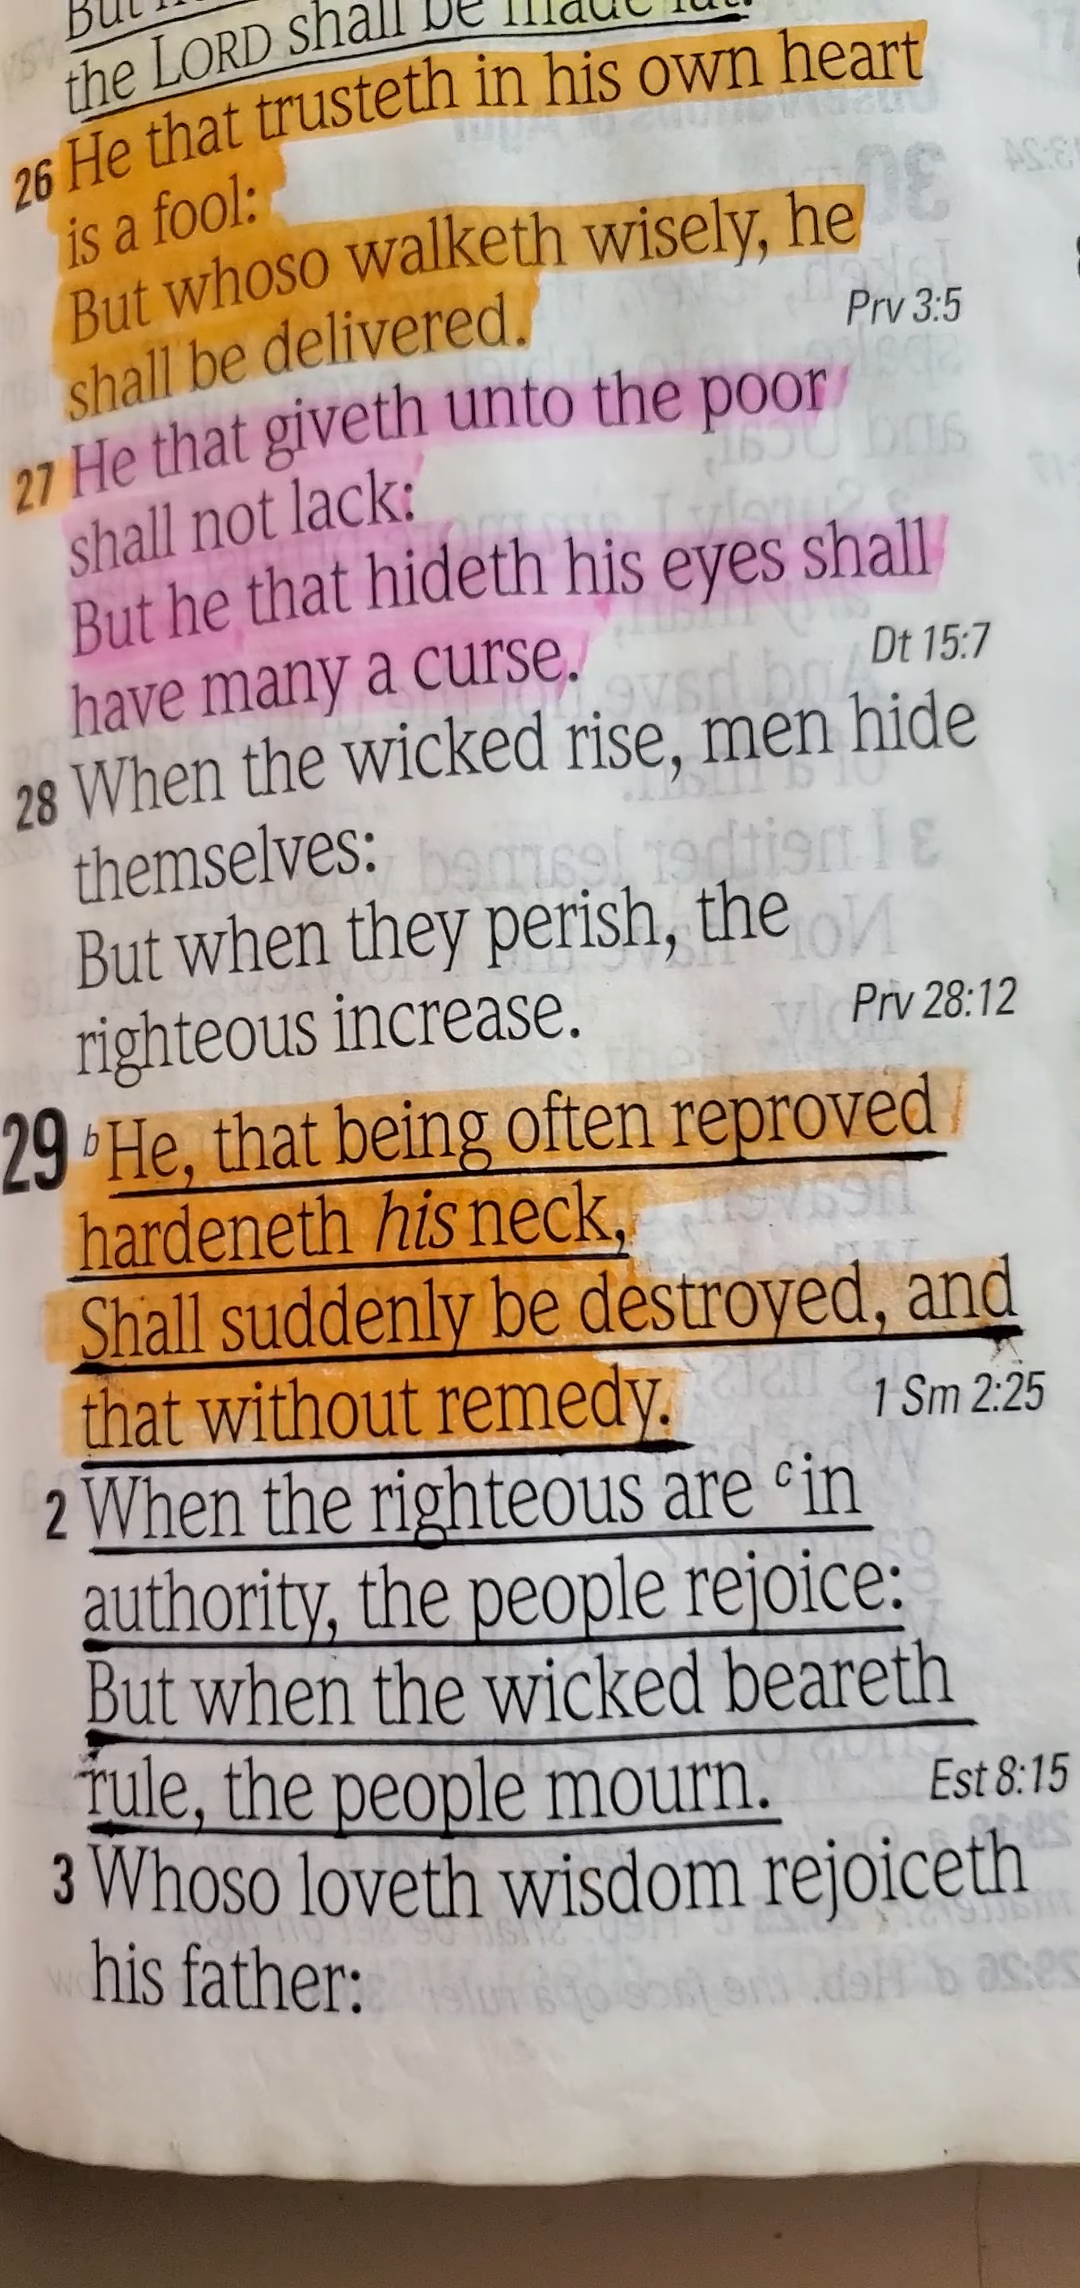 the LORD shall be made fat.
26 He that trusteth in his own heart
is a fool:
But whoso walketh wisely, he
shall be delivered. Prv 3:5
27 He that giveth unto the poor
shall not lack:
But he that hideth his eyes shall
have many a curse. Dt 15:7
28 When the wicked rise, men hide
themselves:
But when they perish, the
righteous increase. Prv 28:12
29 b He, that being often reproved
hardeneth his neck,
Shall suddenly be destroyed, and
that without remedy. 1 Sm 2:25
2 When the righteous are c in
authority, the people rejoice:
But when the wicked beareth
rule, the people mourn. Est 8:15
3 Whoso loveth wisdom rejoiceth
his father: